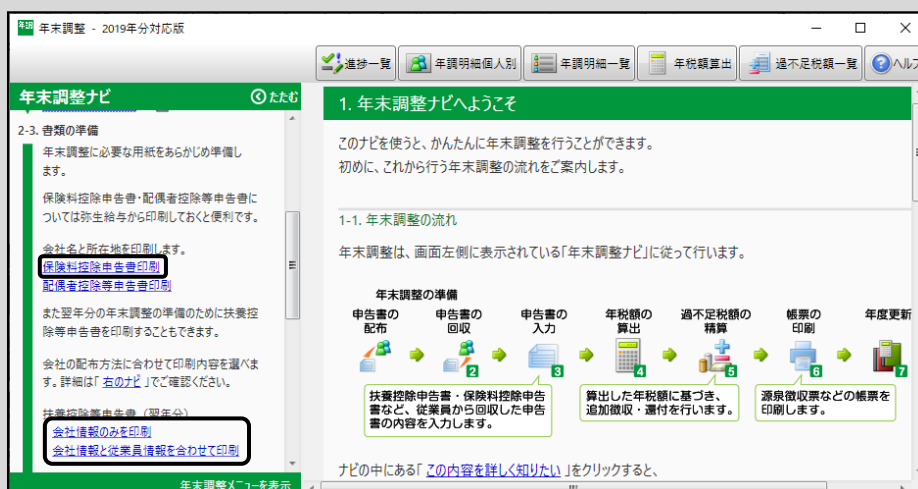 年調 年末調整 - 2019年分対応版
進捗一覧 年調明細個人別 年調明細一覧 年税額算出 過不足税額一覧 ヘルプ
年末調整ナビ たたむ
2-3. 書類の準備
年末調整に必要な用紙をあらかじめ準備し
ます。
保険料控除申告書・配偶者控除等申告書に
ついては弥生給与から印刷しておくと便利です。
会社名と所在地を印刷します。
保険料控除申告書印刷
配偶者控除等申告書印刷
また翌年分の年末調整の準備のために扶養控
除等申告書を印刷することもできます。
会社の配布方法に合わせて印刷内容を選べま
す。詳細は「 右のナビ 」でご確認ください。
扶養控除等申告書（翌年分）
会社情報のみを印刷
会社情報と従業員情報を合わせて印刷
年末調整メニューを表示
1. 年末調整ナビへようこそ
このナビを使うと、かんたんに年末調整を行うことができます。
初めに、これから行う年末調整の流れをご案内します。
1-1. 年末調整の流れ
年末調整は、画面左側に表示されている「年末調整ナビ」に従って行います。
年末調整の準備
申告書の
配布
申告書の
回収
2
申告書の
入力
3
年税額の
算出
4
過不足税額の
精算
5
帳票の
印刷
6
年度更新
7
扶養控除申告書・保険料控除申告
書など、従業員から回収した申告
書の内容を入力します。
算出した年税額に基づき、
追加徴収・還付を行います。
源泉徴収票などの帳票を
印刷します。
ナビの中にある「 この内容を詳しく知りたい 」をクリックすると、